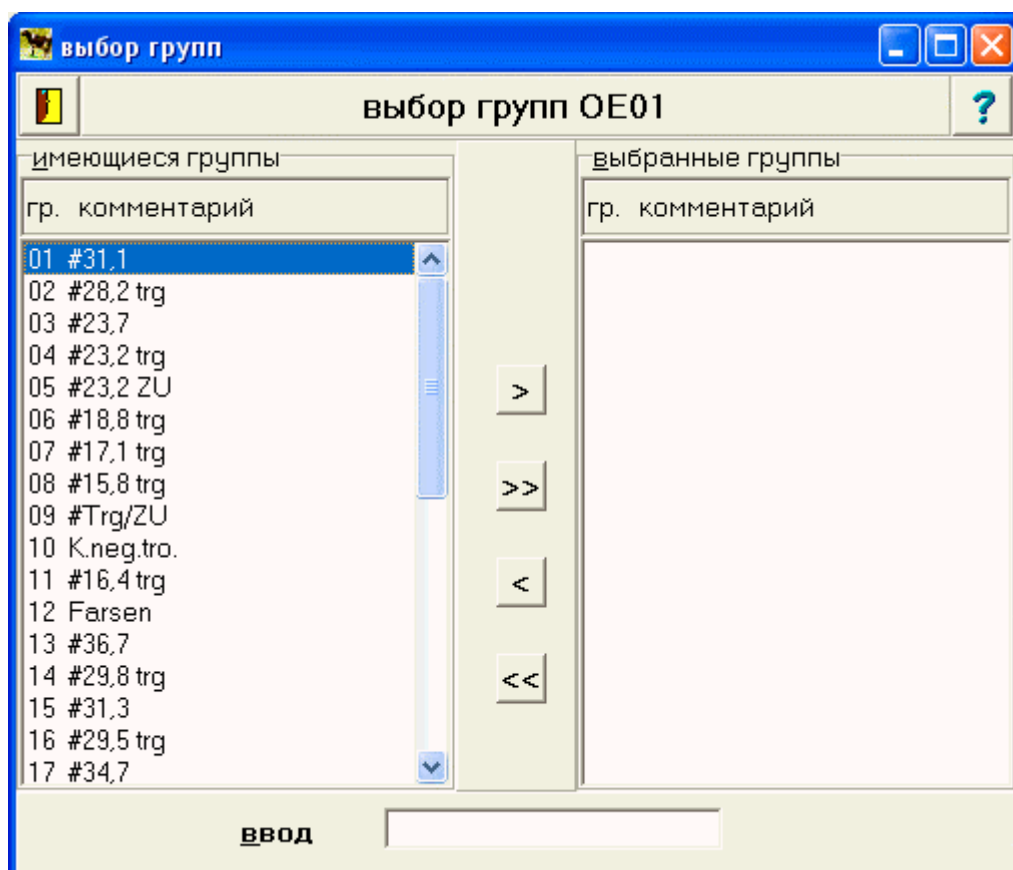 выбор групп
выбор групп OE01
?
имеющиеся группы
гр. комментарий
01 #31,1
02 #28,2 trg
03 #23,7
04 #23,2 trg
05 #23,2 ZU
06 #18,8 trg
07 #17,1 trg
08 #15,8 trg
09 #Trg/ZU
10 K.neg.tro.
11 #16,4 trg
12 Farsen
13 #36,7
14 #29,8 trg
15 #31,3
16 #29,5 trg
17 #34,7
>
>>
<
<<
выбранные группы
гр. комментарий
ввод